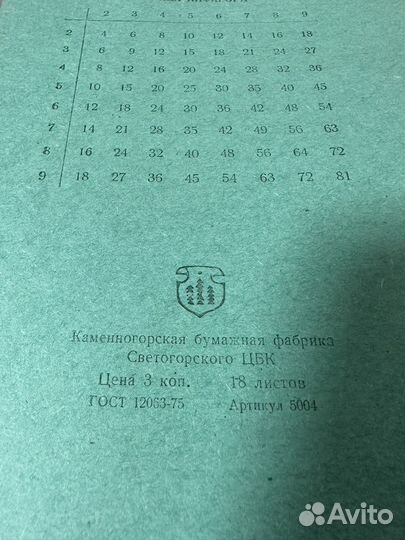 2 3 4 5 6 7 8 9
2 4 6 8 10 12 14 16 18
3 6 9 12 15 18 21 24 27
4 8 12 16 20 24 28 32 36
5 10 15 20 25 30 35 40 45
6 12 18 24 30 36 42 48 54
7 14 21 28 35 42 49 56 63
8 16 24 32 40 48 56 64 72
9 18 27 36 45 54 63 72 81
Каменногорская бумажная фабрика
Светогорского ЦБК
Цена 3 коп. 18 листов
ГОСТ 12063-75 Артикул 5004
Avito